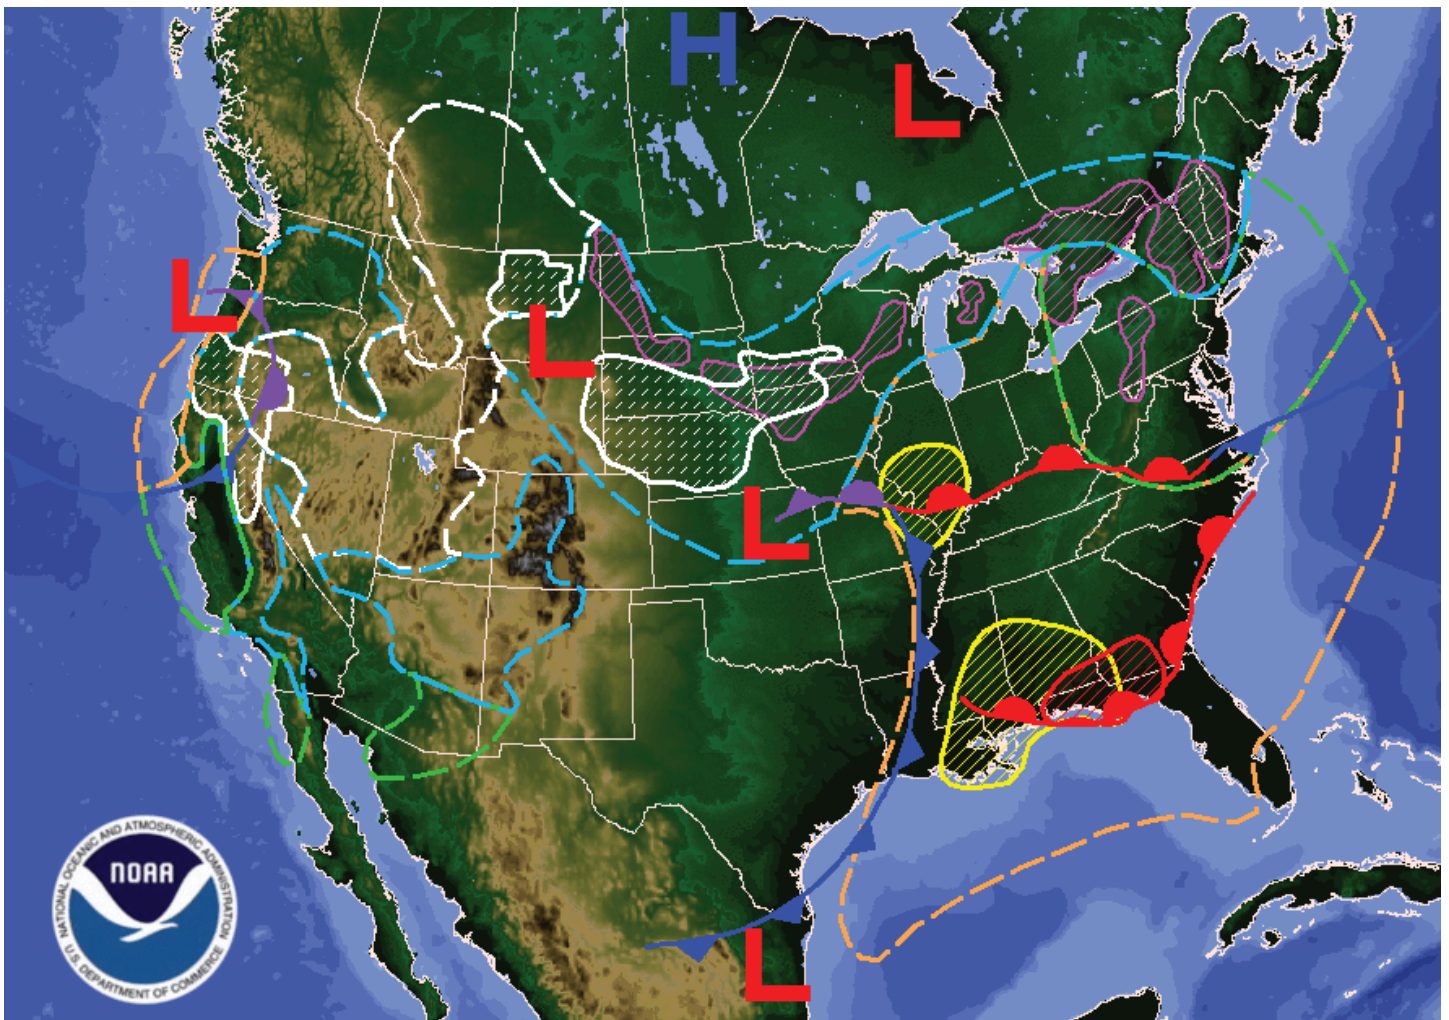 H
L
L
L
L
L
NOAA
NATIONAL OCEANIC AND ATMOSPHERIC ADMINISTRATION
U.S. DEPARTMENT OF COMMERCE